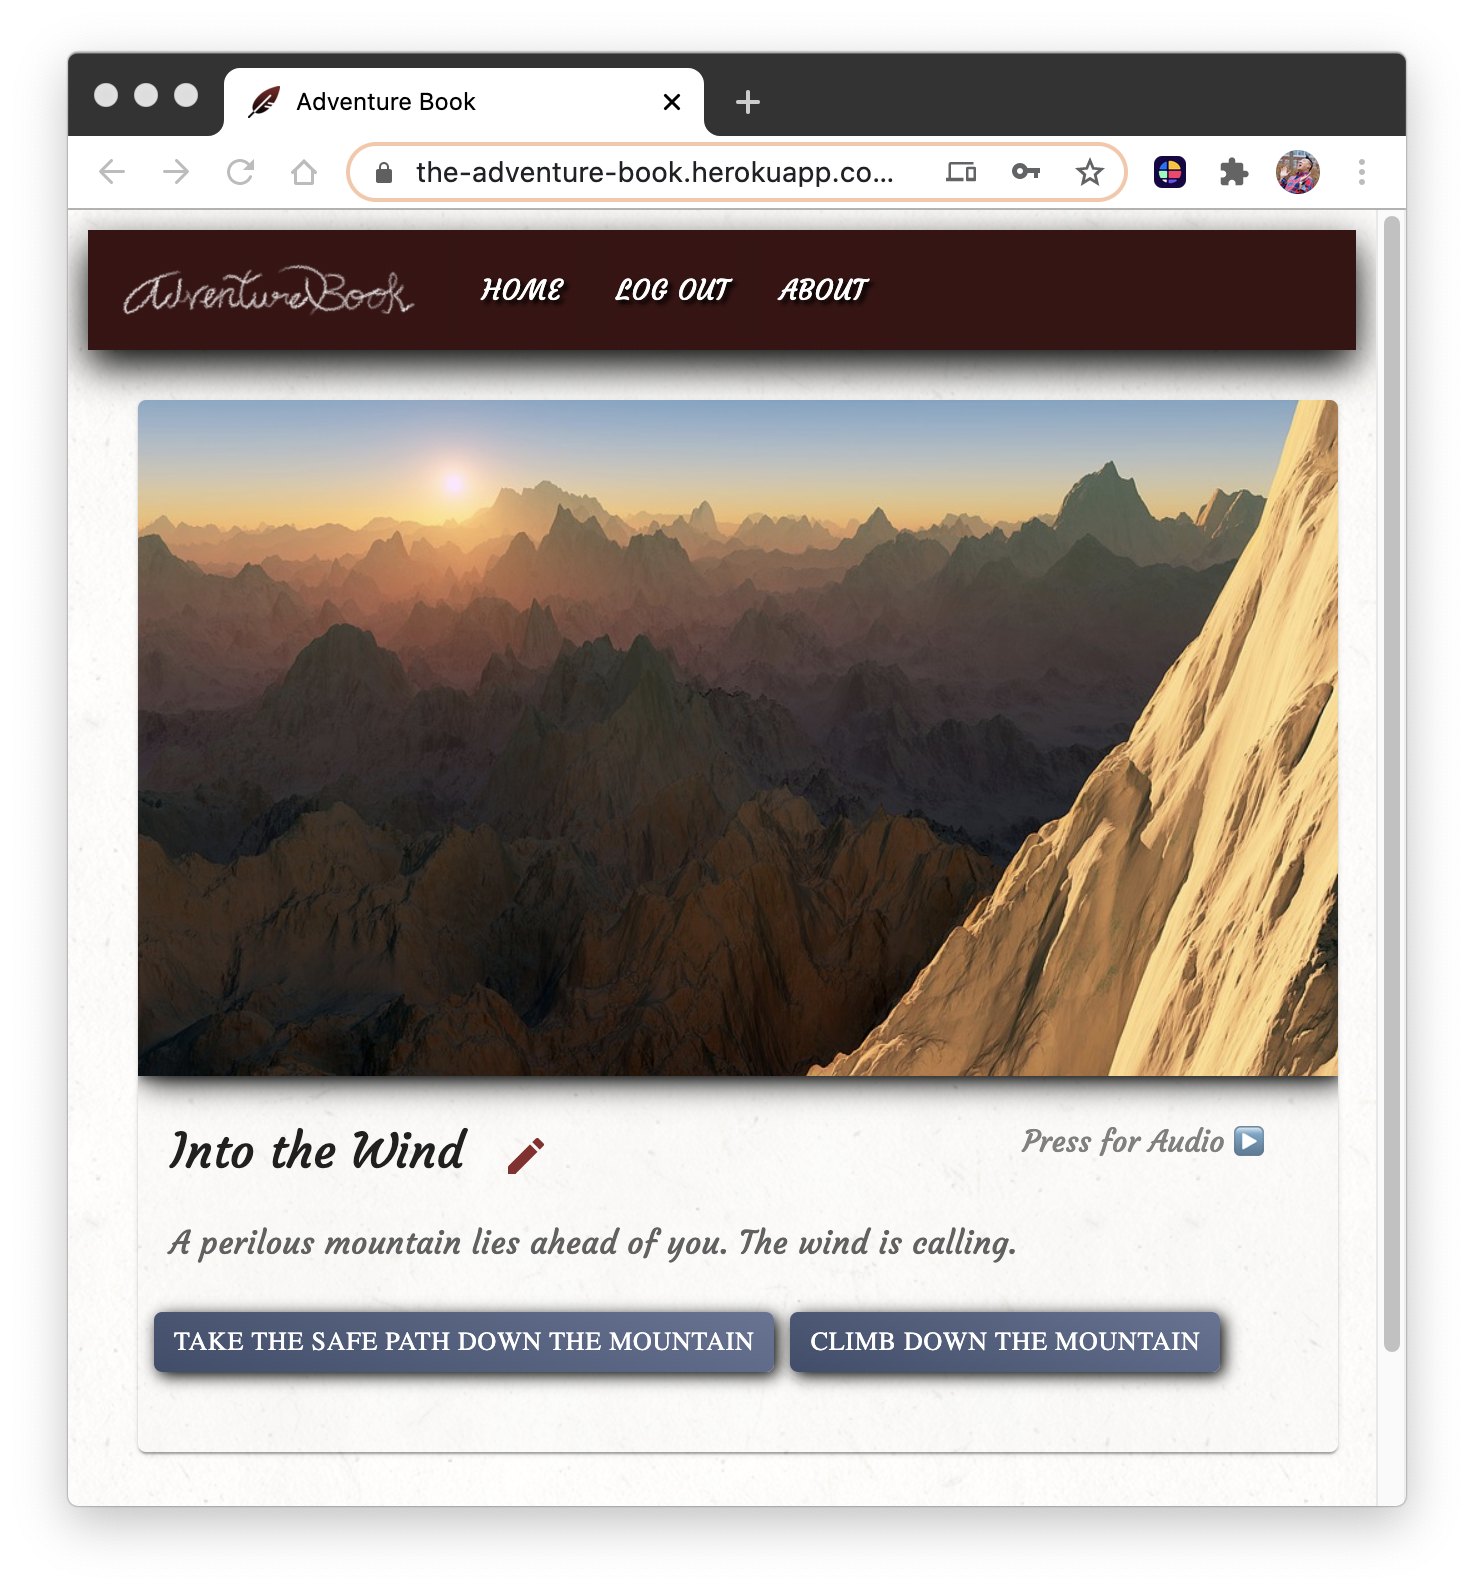 Adventure Book
the-adventure-book.herokuapp.co...
AdventureBook HOME LOG OUT ABOUT
Into the Wind
Press for Audio
A perilous mountain lies ahead of you. The wind is calling.
TAKE THE SAFE PATH DOWN THE MOUNTAIN
CLIMB DOWN THE MOUNTAIN